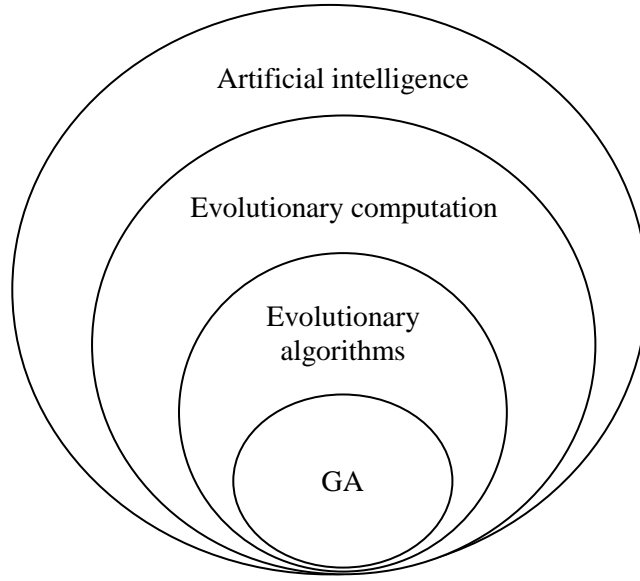 Artificial intelligence
Evolutionary computation
Evolutionary
algorithms
GA